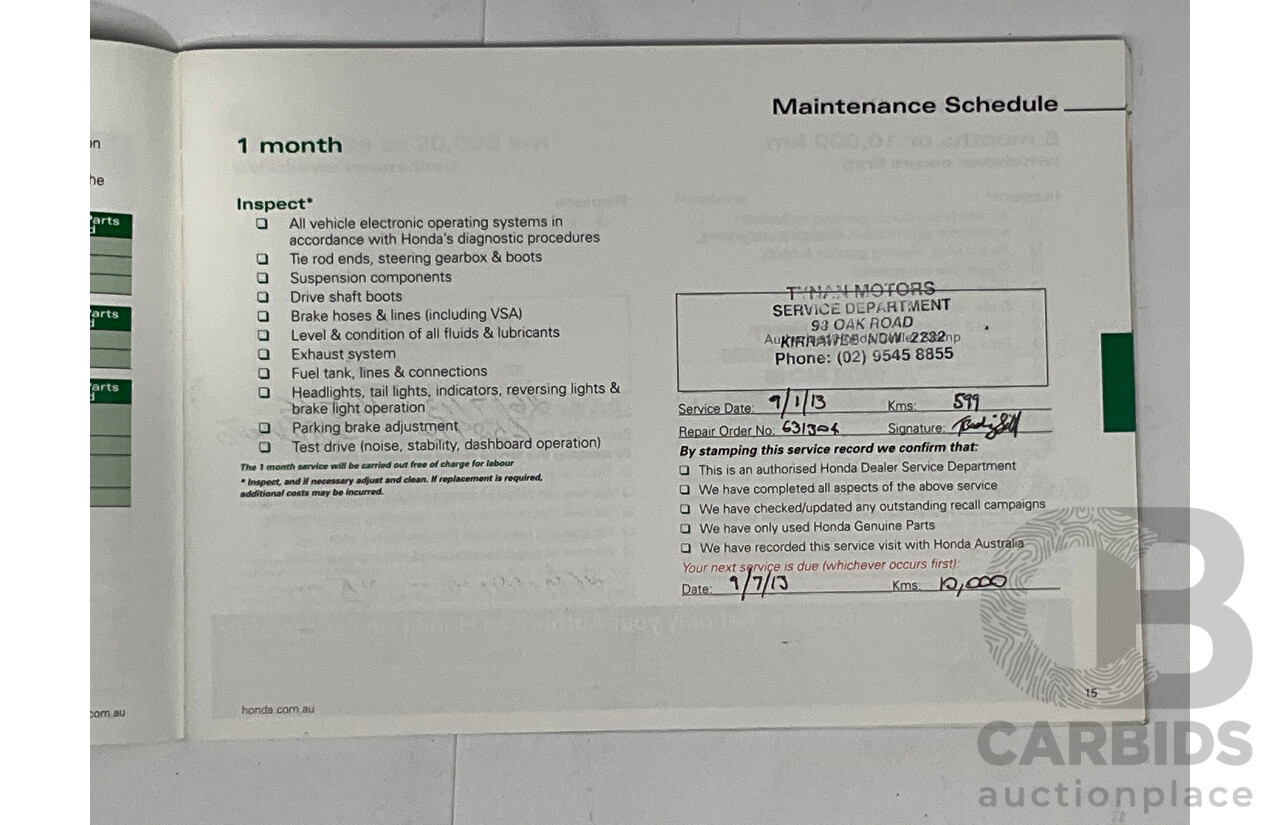 on
he
Parts
d
Parts
d
Parts
d
com.au
Maintenance Schedule
1 month
Inspect*
❏ All vehicle electronic operating systems in
accordance with Honda's diagnostic procedures
❏ Tie rod ends, steering gearbox & boots
❏ Suspension components
❏ Drive shaft boots
❏ Brake hoses & lines (including VSA)
❏ Level & condition of all fluids & lubricants
❏ Exhaust system
❏ Fuel tank, lines & connections
❏ Headlights, tail lights, indicators, reversing lights &
brake light operation
❏ Parking brake adjustment
❏ Test drive (noise, stability, dashboard operation)
The 1 month service will be carried out free of charge for labour
* Inspect, and if necessary adjust and clean. If replacement is required,
additional costs may be incurred.
honda.com.au
TYNAN MOTORS
SERVICE DEPARTMENT
93 OAK ROAD
KIRRAWEE NSW 2232
Phone: (02) 9545 8855
Service Date: 9/1/13 Kms: 599
Repair Order No: 631304 Signature:
By stamping this service record we confirm that:
❏ This is an authorised Honda Dealer Service Department
❏ We have completed all aspects of the above service
❏ We have checked/updated any outstanding recall campaigns
❏ We have only used Honda Genuine Parts
❏ We have recorded this service visit with Honda Australia
Your next service is due (whichever occurs first):
Date: 9/7/13 Kms: 10,000
15
CARBIDS
auctionplace